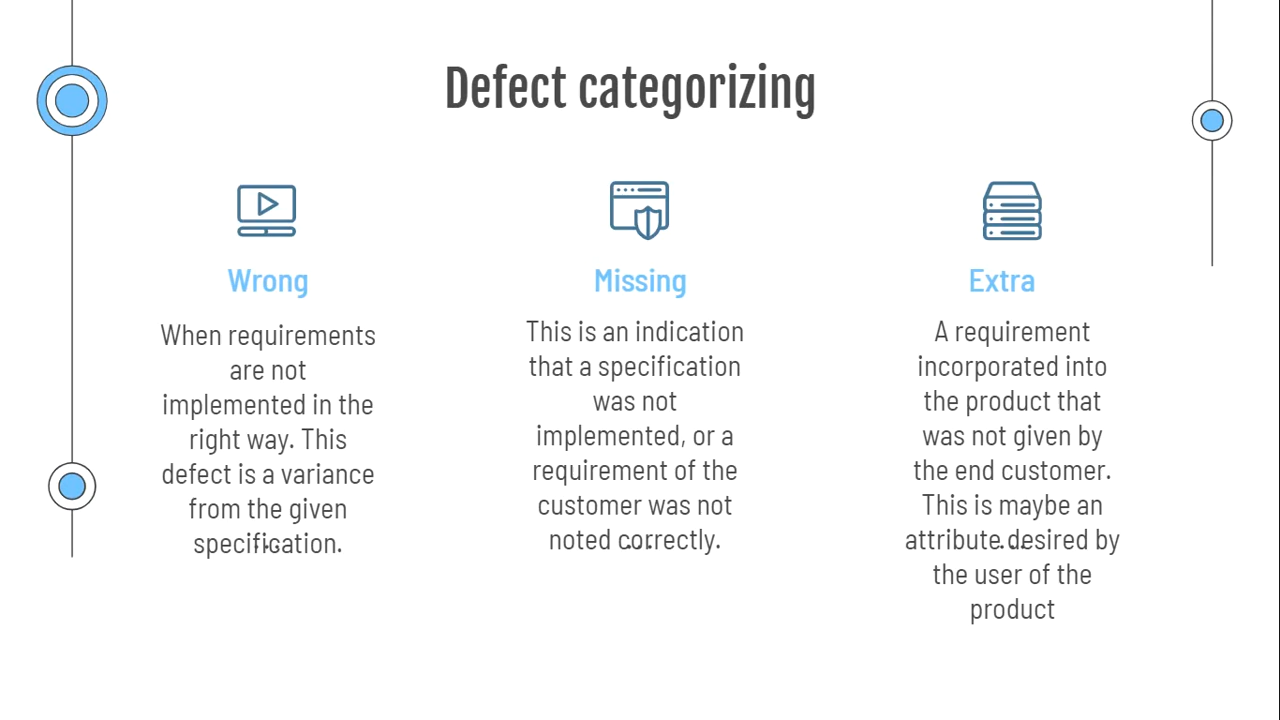 Defect categorizing
Wrong
When requirements
are not
implemented in the
right way. This
defect is a variance
from the given
specification.
Missing
This is an indication
that a specification
was not
implemented, or a
requirement of the
customer was not
noted correctly.
Extra
A requirement
incorporated into
the product that
was not given by
the end customer.
This is maybe an
attribute desired by
the user of the
product